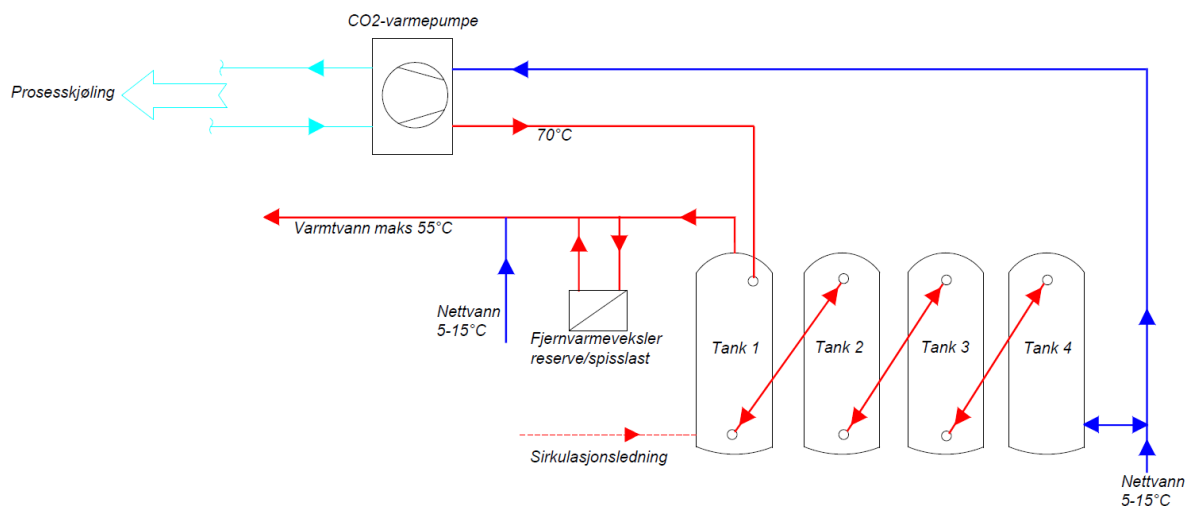 CO2-varmepumpe
Prosesskjøling
70°C
Varmtvann maks 55°C
Nettvann
5-15°C
Fjernvarmeveksler
reserve/spisslast
Tank 1
Tank 2
Tank 3
Tank 4
Sirkulasjonsledning
Nettvann
5-15°C